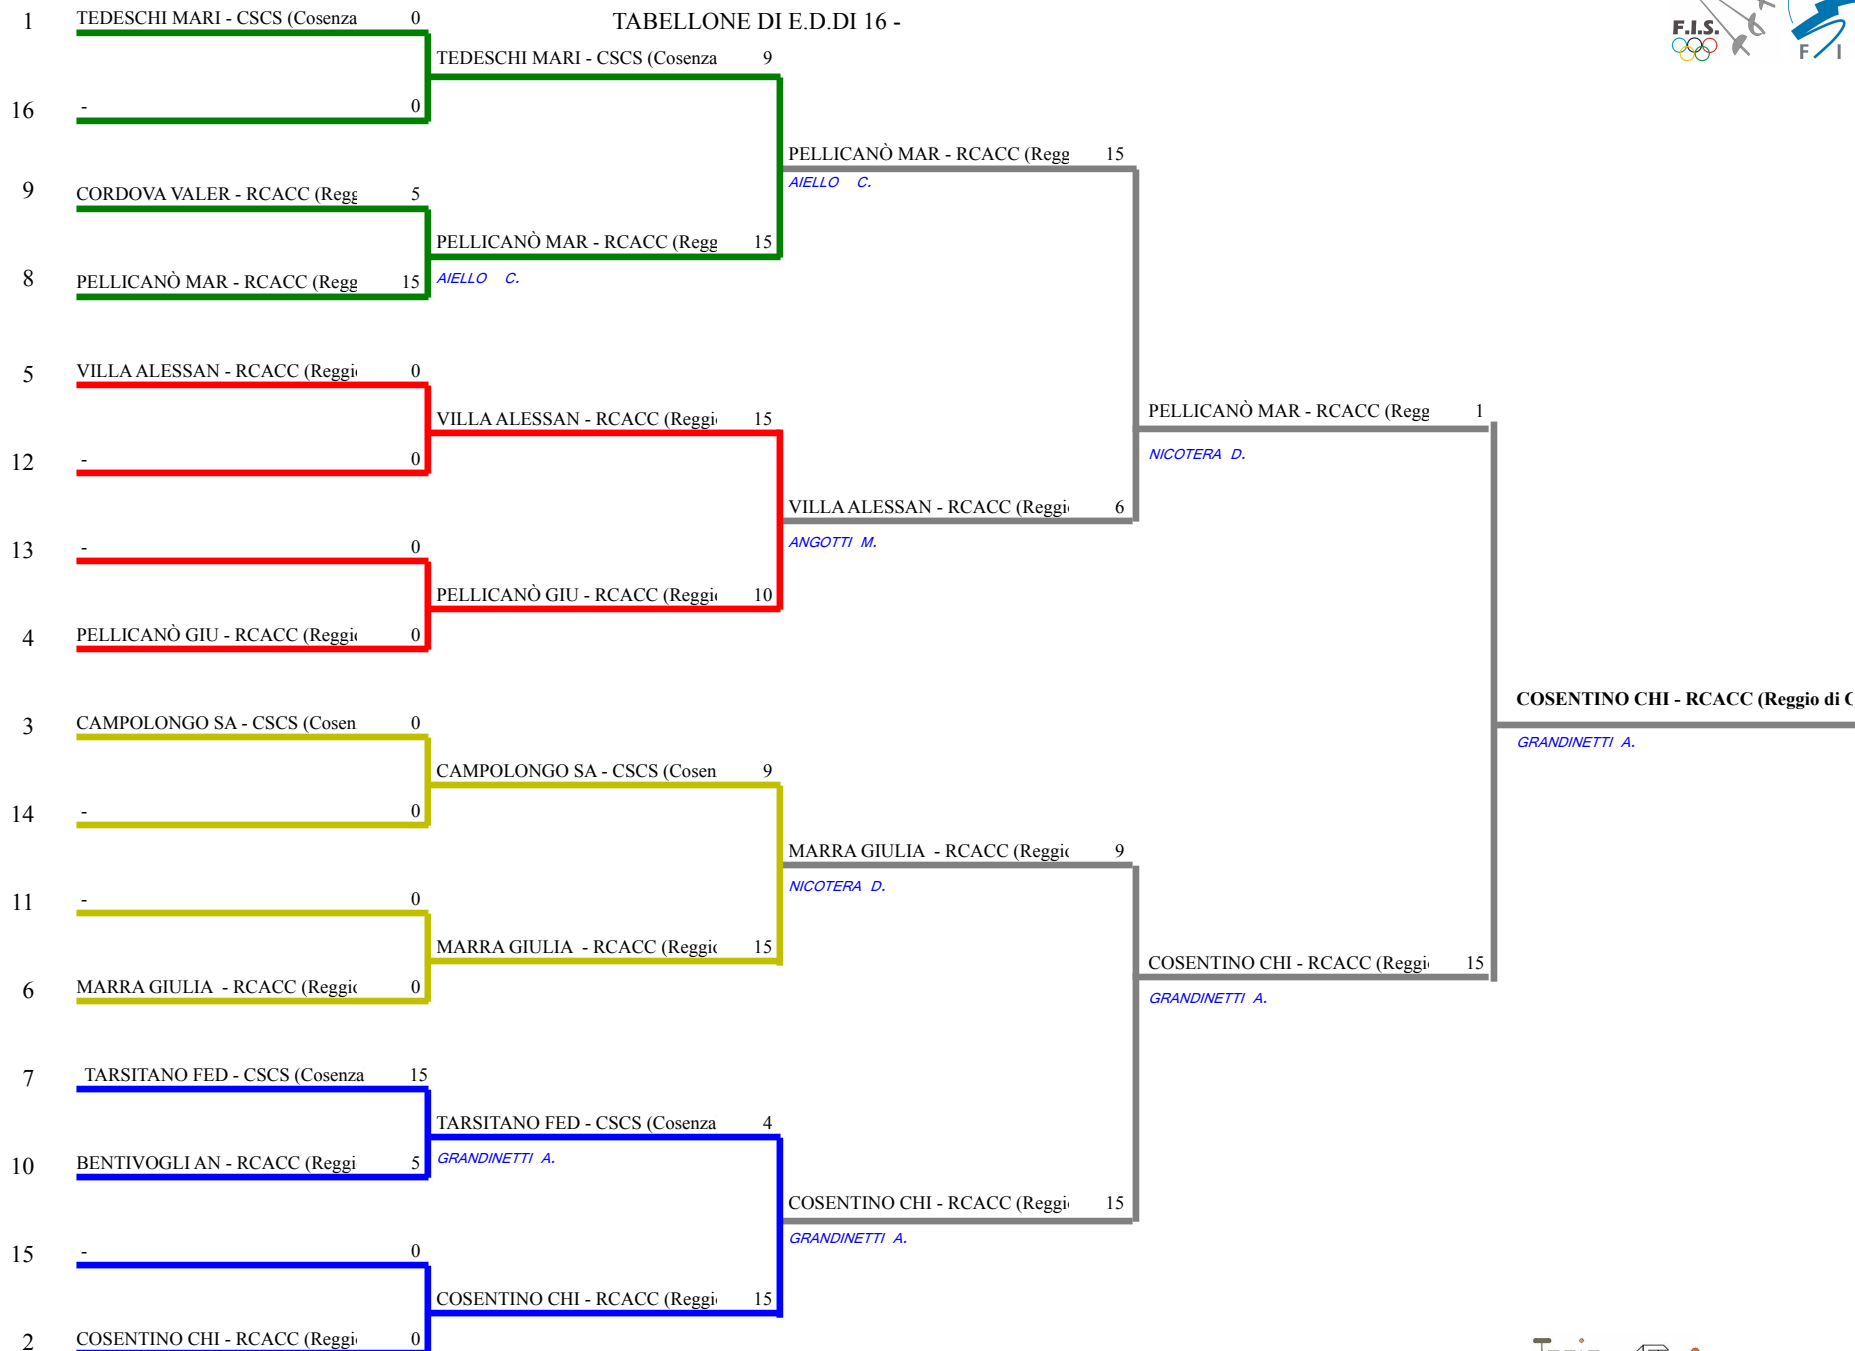 TABELLONE DI E.D.DI 16 -
F.I.S.
F I
1 TEDESCHI MARI - CSCS (Cosenza 0
TEDESCHI MARI - CSCS (Cosenza 9
16 - 0
PELLICANÒ MAR - RCACC (Regg 15
AIELLO C.
9 CORDOVA VALER - RCACC (Regg 5
PELLICANÒ MAR - RCACC (Regg 15
AIELLO C.
8 PELLICANÒ MAR - RCACC (Regg 15
5 VILLA ALESSAN - RCACC (Reggi 0
VILLA ALESSAN - RCACC (Reggi 15
PELLICANÒ MAR - RCACC (Regg 1
NICOTERA D.
12 - 0
VILLA ALESSAN - RCACC (Reggi 6
ANGOTTI M.
13 - 0
PELLICANÒ GIU - RCACC (Reggi 10
4 PELLICANÒ GIU - RCACC (Reggi 0
COSENTINO CHI - RCACC (Reggio di C
GRANDINETTI A.
3 CAMPOLONGO SA - CSCS (Cosen 0
CAMPOLONGO SA - CSCS (Cosen 9
14 - 0
MARRA GIULIA - RCACC (Reggi 9
NICOTERA D.
11 - 0
MARRA GIULIA - RCACC (Reggi 15
COSENTINO CHI - RCACC (Reggi 15
GRANDINETTI A.
6 MARRA GIULIA - RCACC (Reggi 0
7 TARSITANO FED - CSCS (Cosenza 15
TARSITANO FED - CSCS (Cosenza 4
GRANDINETTI A.
10 BENTIVOGLI AN - RCACC (Reggi 5
COSENTINO CHI - RCACC (Reggi 15
GRANDINETTI A.
15 - 0
COSENTINO CHI - RCACC (Reggi 15
2 COSENTINO CHI - RCACC (Reggi 0